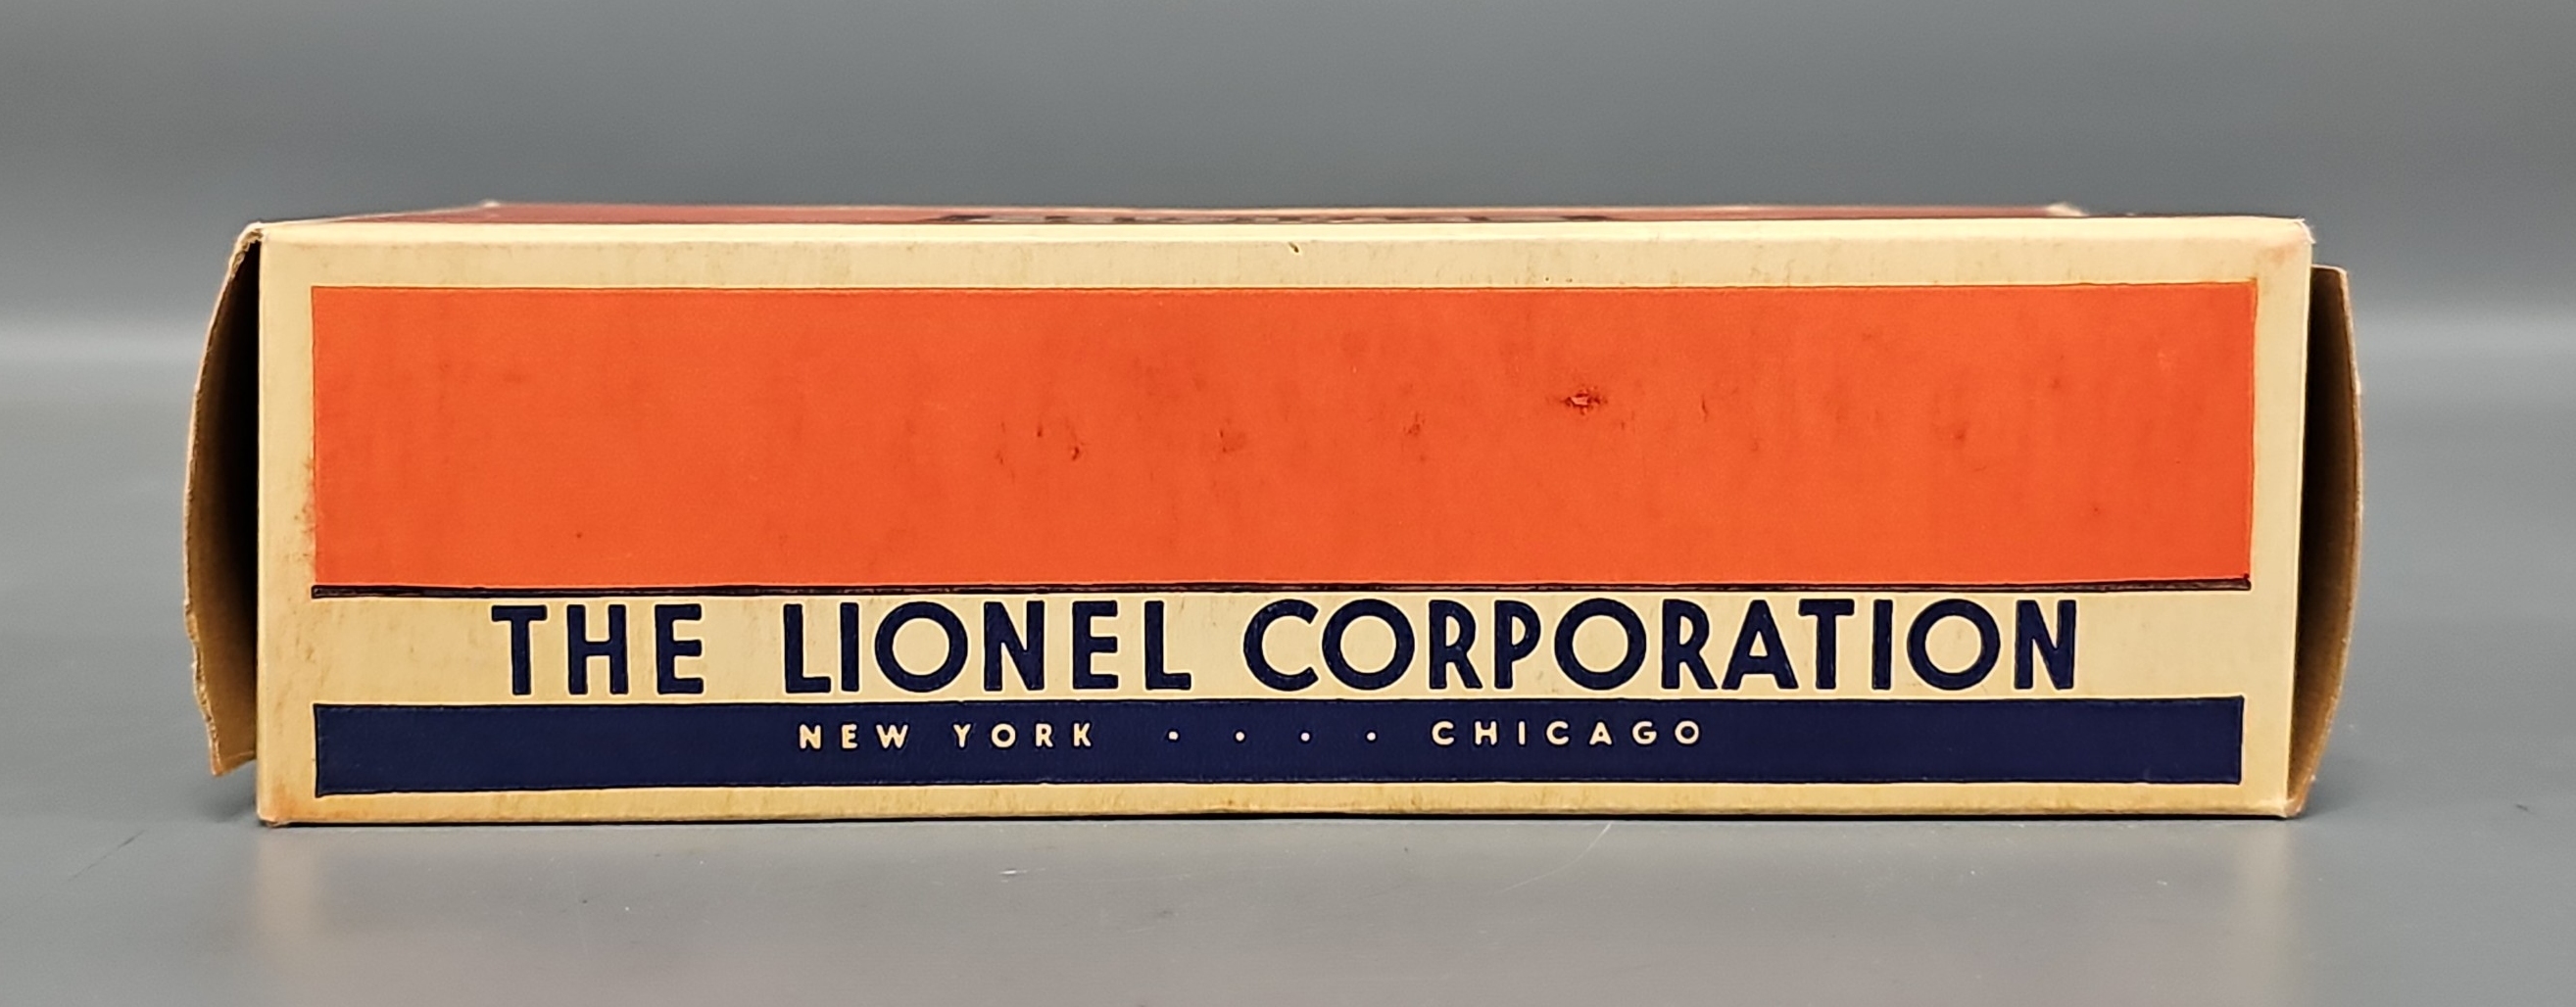 THE LIONEL CORPORATION
NEW YORK . . . . CHICAGO